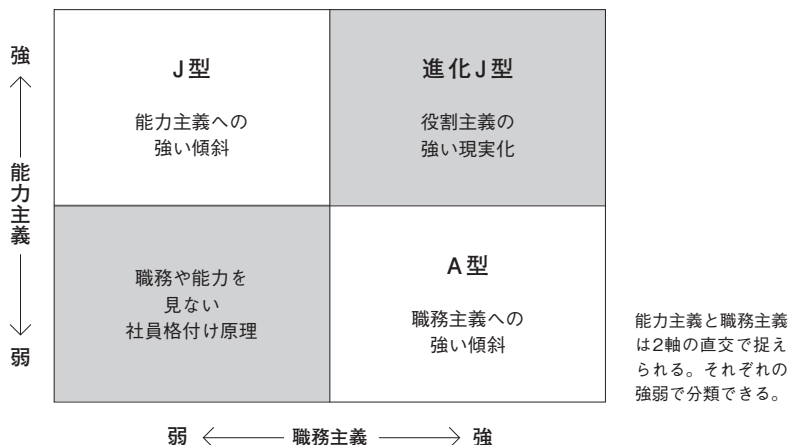 強
能力主義
弱
J型
能力主義への
強い傾斜
進化J型
役割主義の
強い現実化
職務や能力を
見ない
社員格付け原理
A型
職務主義への
強い傾斜
弱 職務主義 強
能力主義と職務主義
は2軸の直交で捉え
られる。それぞれの
強弱で分類できる。